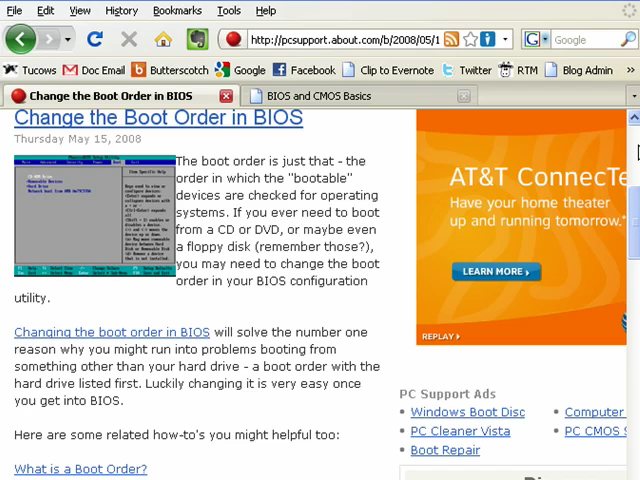 File Edit View History Bookmarks Tools Help
http://pcsupport.about.com/b/2008/05/1 Google
Tucows Doc Email Butterscotch Google Facebook Clip to Evernote Twitter RTM Blog Admin »
Change the Boot Order in BIOS BIOS and CMOS Basics
Change the Boot Order in BIOS
Thursday May 15, 2008
The boot order is just that - the
order in which the "bootable"
devices are checked for operating
systems. If you ever need to boot
from a CD or DVD, or maybe even
a floppy disk (remember those?),
you may need to change the boot
order in your BIOS configuration
utility.
Changing the boot order in BIOS will solve the number one
reason why you might run into problems booting from
something other than your hard drive - a boot order with the
hard drive listed first. Luckily changing it is very easy once
you get into BIOS.
Here are some related how-to's you might helpful too:
What is a Boot Order?
AT&T ConnecTe
Have your home theater
up and running tomorrow.*
LEARN MORE ›
REPLAY
PC Support Ads
• Windows Boot Disc
• PC Cleaner Vista
• Boot Repair
• Computer
• PC CMOS